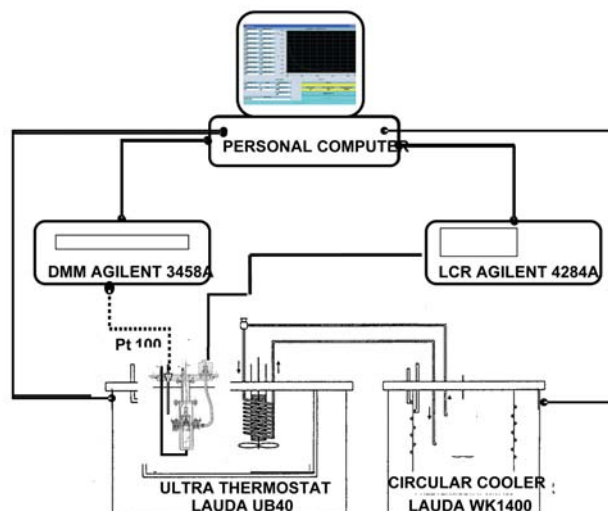 PERSONAL COMPUTER
DMM AGILENT 3458A
LCR AGILENT 4284A
Pt 100
ULTRA THERMOSTAT
LAUDA UB40
CIRCULAR COOLER
LAUDA WK1400